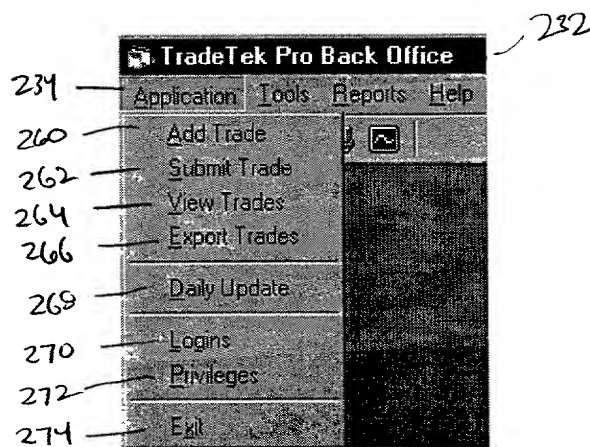 TradeTek Pro Back Office 232
234 Application Tools Reports Help
260 Add Trade
262 Submit Trade
264 View Trades
266 Export Trades
268 Daily Update
270 Logins
272 Privileges
274 Exit